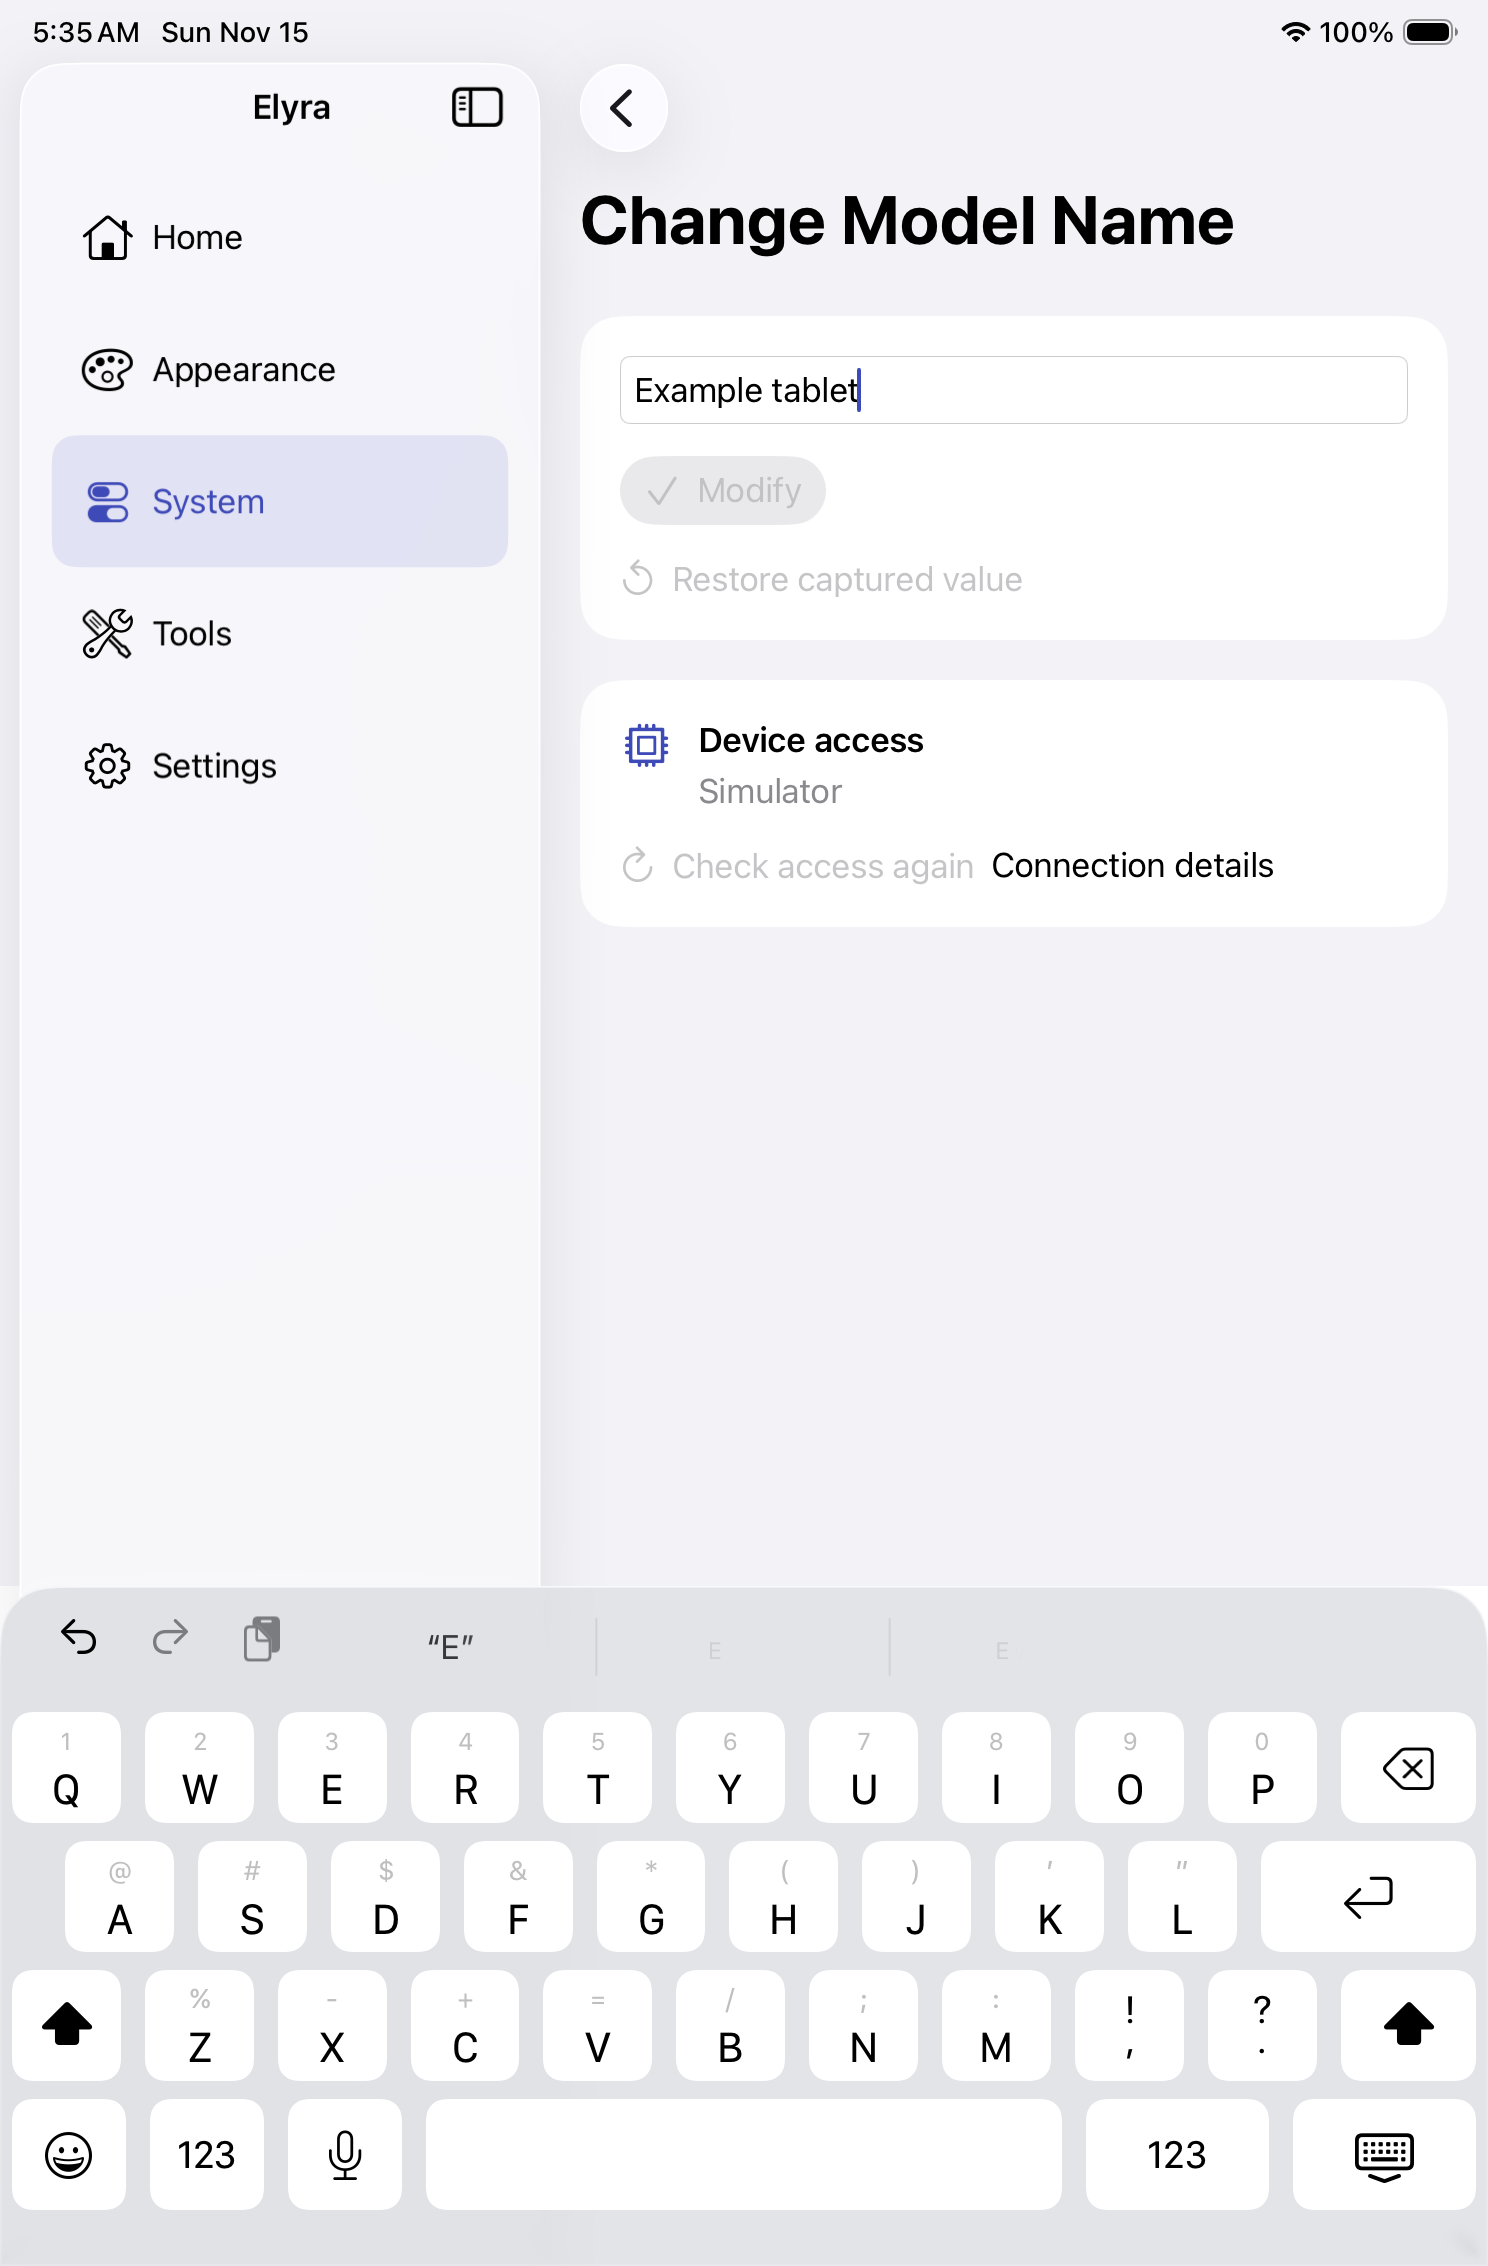 5:35 AM Sun Nov 15
100%
Elyra
Home
Appearance
System
Tools
Settings
Change Model Name
Example tablet
Modify
Restore captured value
Device access
Simulator
Check access again Connection details
“E” E E
1 2 3 4 5 6 7 8 9 0
Q W E R T Y U I O P
@ # $ & * ( ) ' "
A S D F G H J K L
% - + = / ; : ! ?
Z X C V B N M , .
123 123